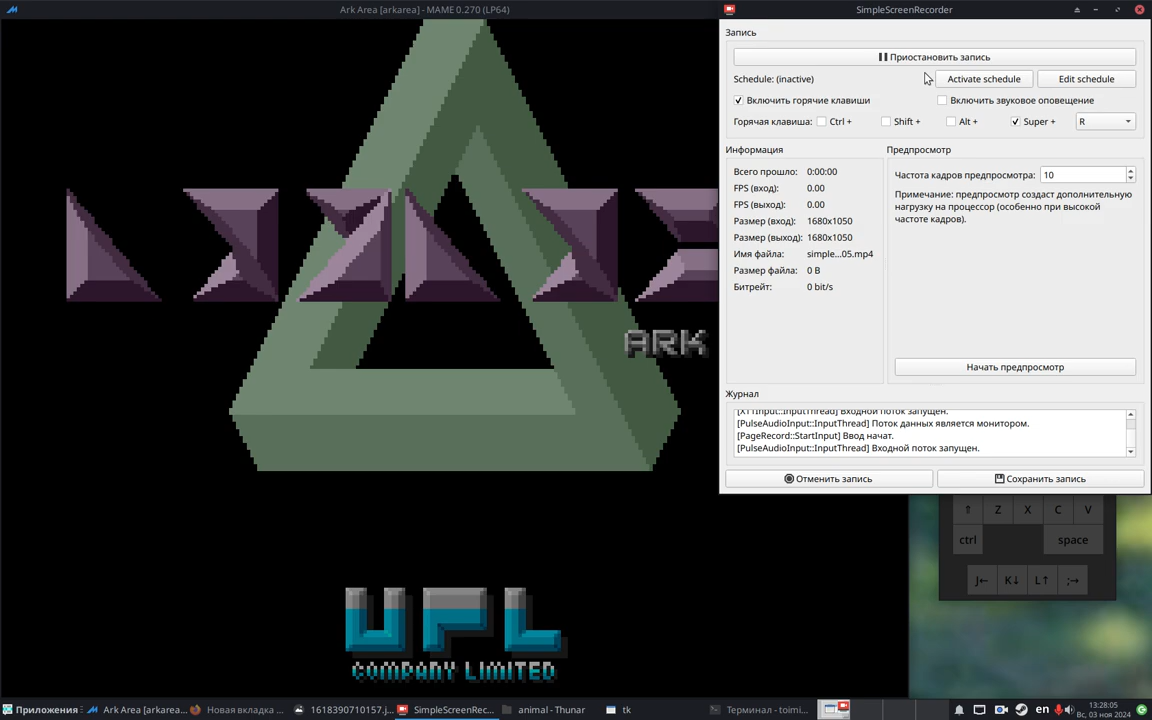 Ark Area [arkarea] - MAME 0.270 (LP64)
SimpleScreenRecorder
Запись
Приостановить запись
Schedule: (inactive)
Activate schedule
Edit schedule
Включить горячие клавиши
Включить звуковое оповещение
Горячая клавиша:
Ctrl +
Shift +
Alt +
Super +
R
Информация
Предпросмотр
Всего прошло: 0:00:00
FPS (вход): 0.00
FPS (выход): 0.00
Размер (вход): 1680x1050
Размер (выход): 1680x1050
Имя файла: simple...05.mp4
Размер файла: 0 B
Битрейт: 0 bit/s
Частота кадров предпросмотра: 10
Примечание: предпросмотр создаст дополнительную
нагрузку на процессор (особенно при высокой
частоте кадров).
Начать предпросмотр
Журнал
[X11Input::InputThread] Входной поток запущен.
[PulseAudioInput::InputThread] Поток данных является монитором.
[PageRecord::StartInput] Ввод начат.
[PulseAudioInput::InputThread] Входной поток запущен.
Отменить запись
Сохранить запись
ARK
UPL
COMPANY LIMITED
⇑ Z X C V
ctrl space
J← K↓ L↑ ;→
Приложения
Ark Area [arkarea...
Новая вкладка ...
1618390710157.j...
SimpleScreenRec...
animal - Thunar
tk
Терминал - toimi...
en
13:28:05
Вс, 03 ноя 2024